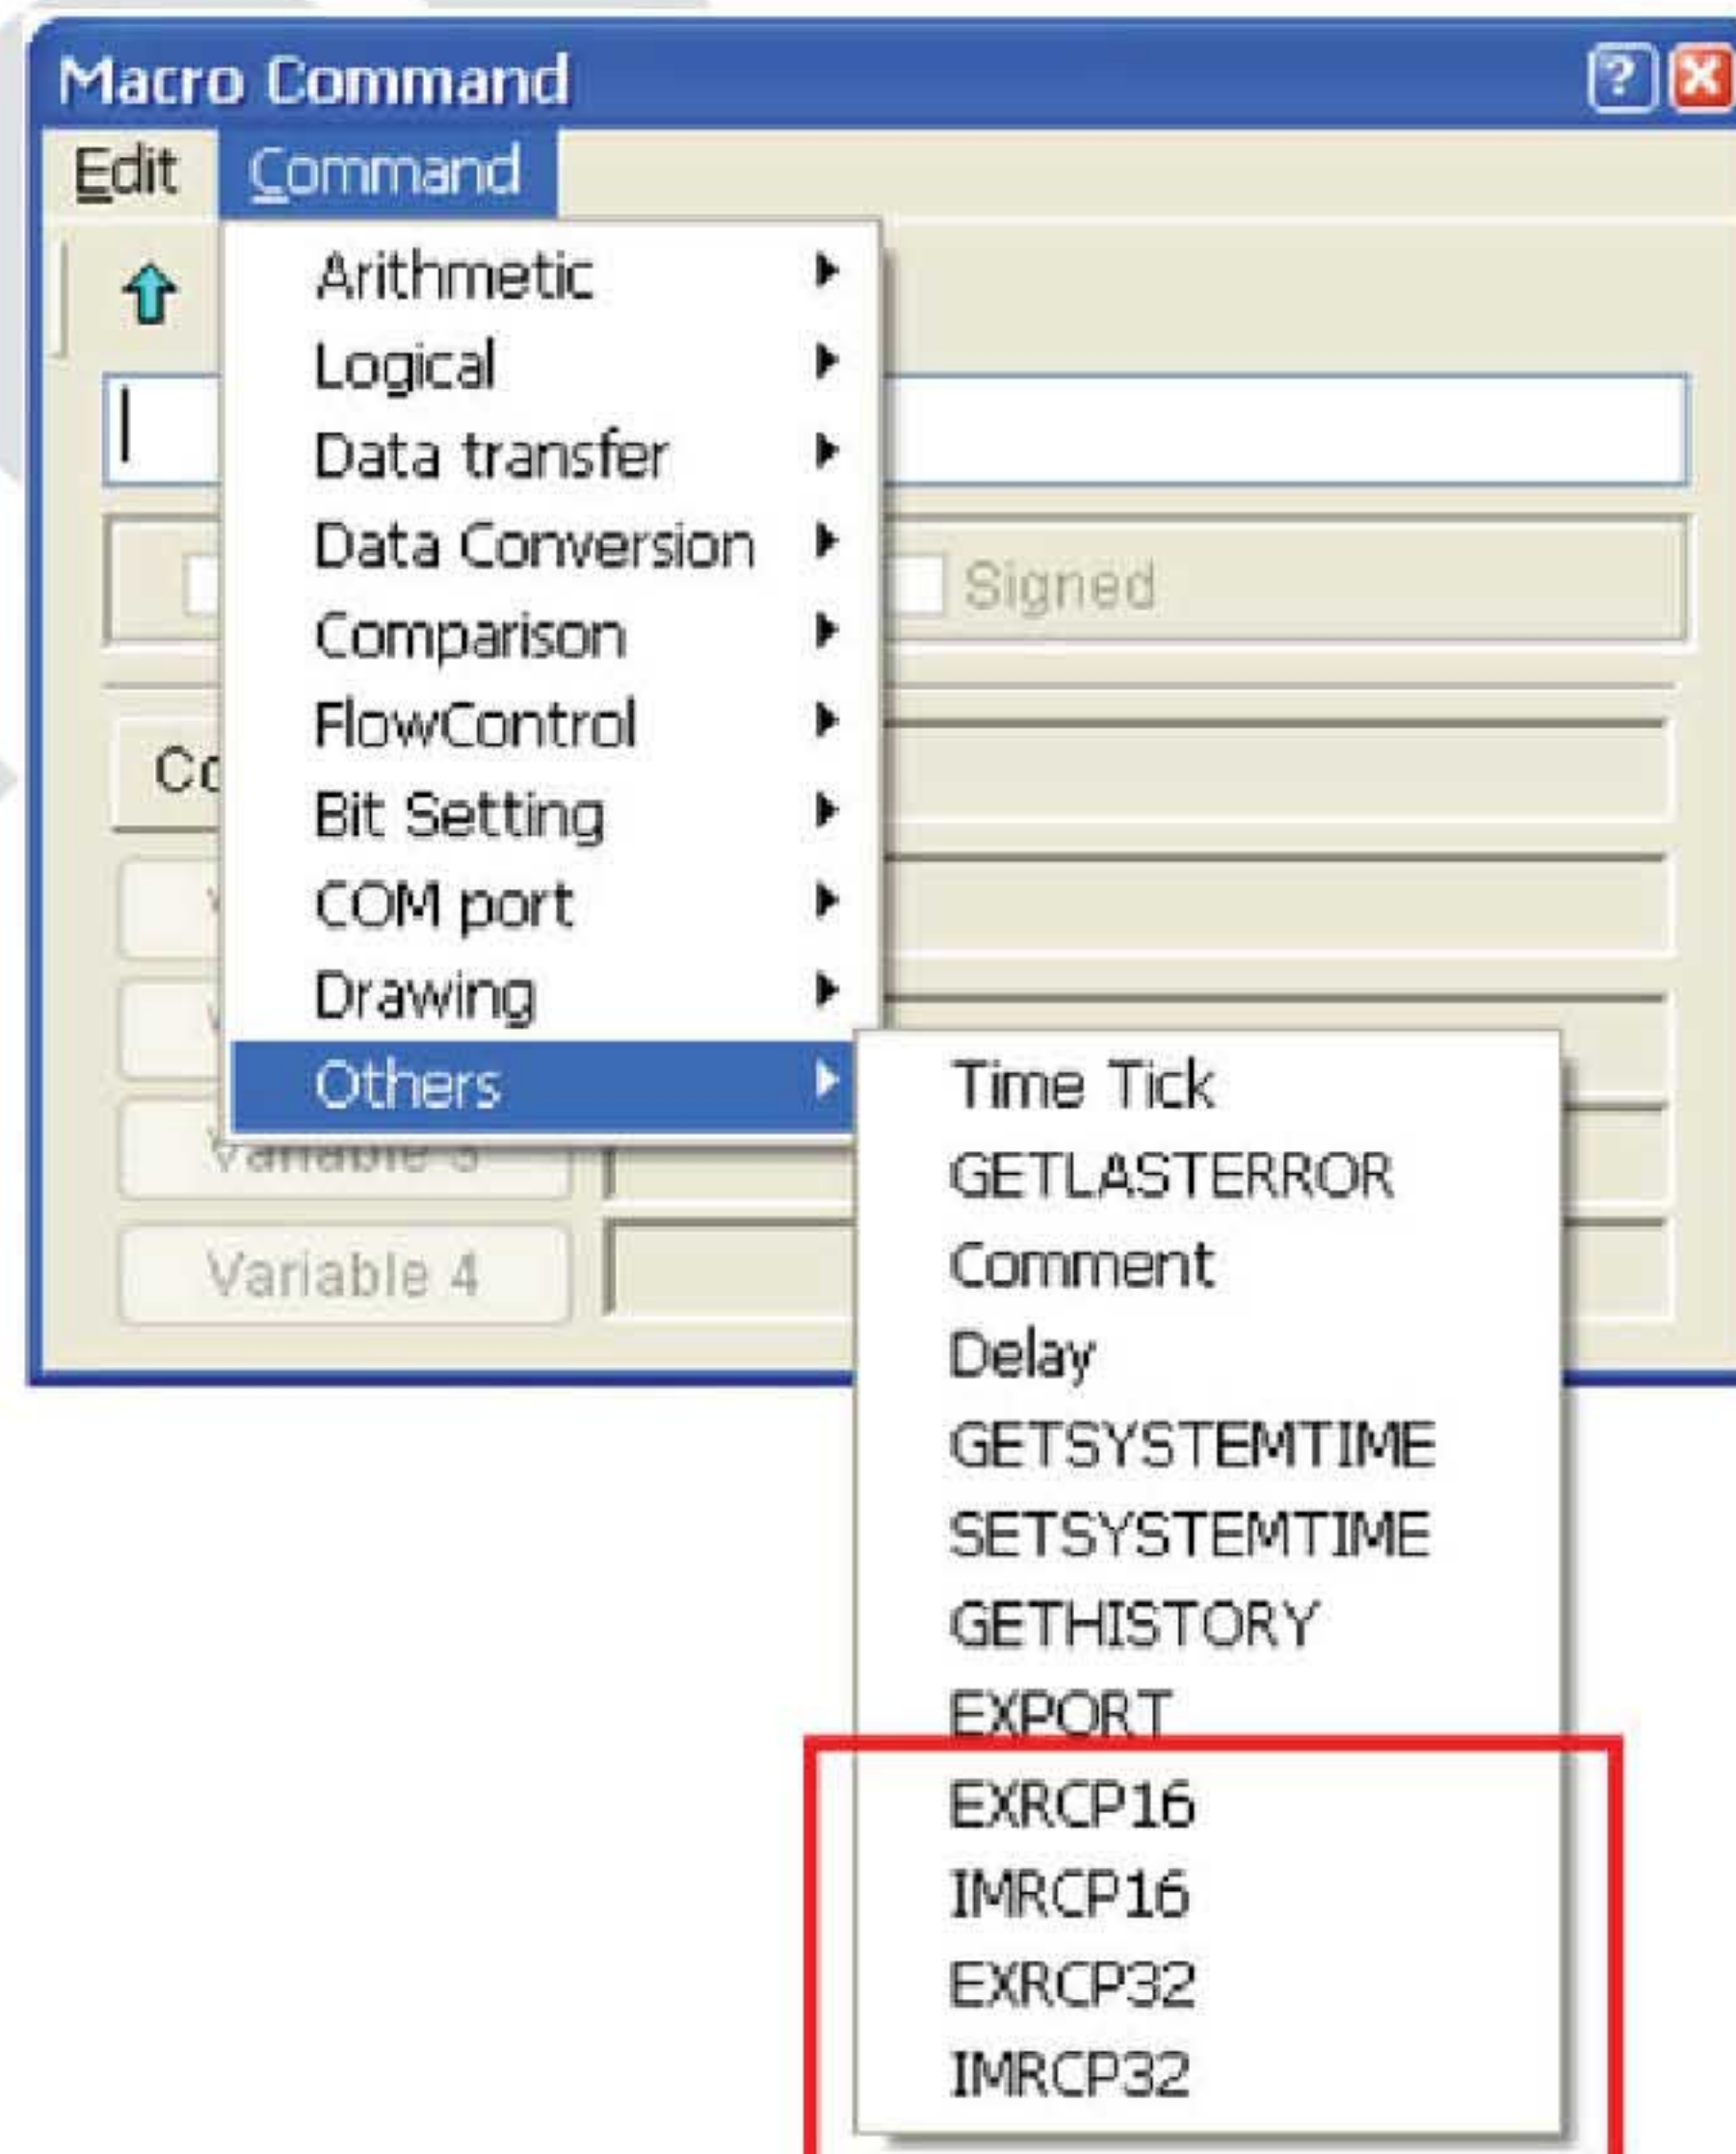 Macro Command
Edit Command
Arithmetic
Logical
Data transfer
Data Conversion
Signed
Comparison
FlowControl
Bit Setting
COM port
Drawing
Others
Time Tick
GETLASTERROR
Variable 4
Comment
Delay
GETSYSTEMTIME
SETSYSTEMTIME
GETHISTORY
EXPORT
EXRCP16
IMRCP16
EXRCP32
IMRCP32